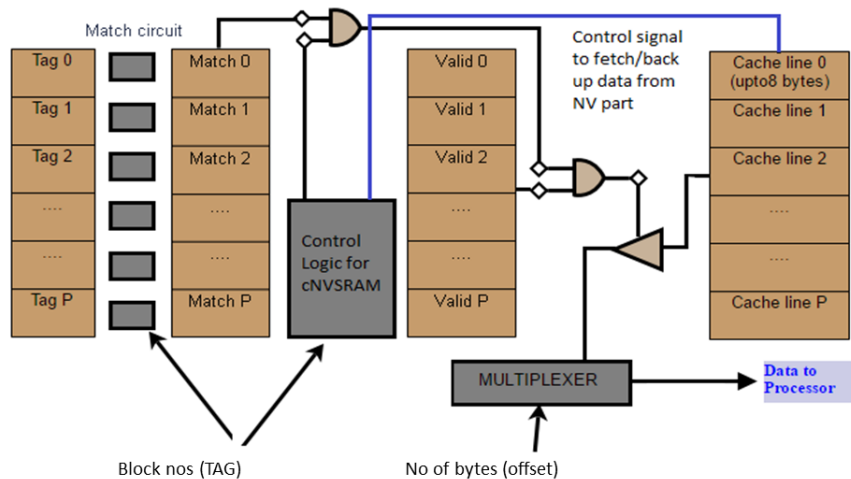 Match circuit
Tag 0
Tag 1
Tag 2
....
....
Tag P
Match 0
Match 1
Match 2
....
....
Match P
Control
Logic for
cNVSRAM
Valid 0
Valid 1
Valid 2
....
....
Valid P
Control signal
to fetch/back
up data from
NV part
Cache line 0
(upto8 bytes)
Cache line 1
Cache line 2
....
....
Cache line P
MULTIPLEXER
Data to
Processor
Block nos (TAG)
No of bytes (offset)